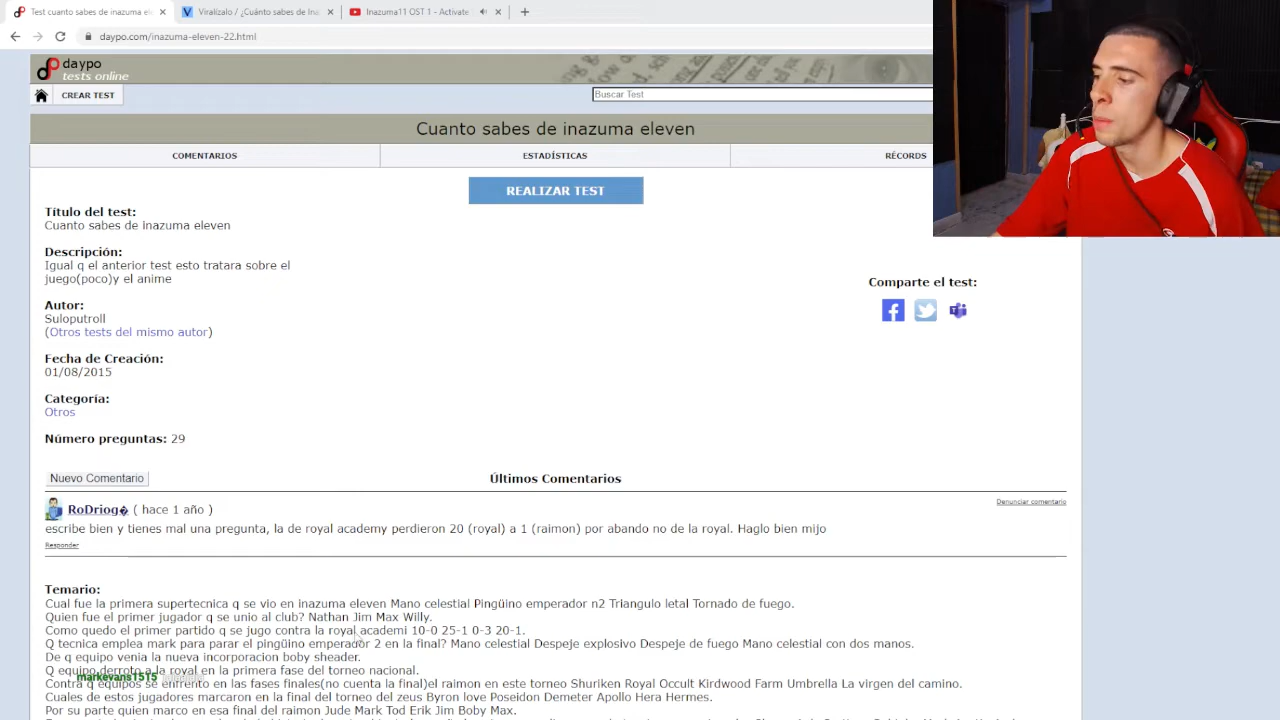 Test cuanto sabes de inazuma el
Viralízalo / ¿Cuánto sabes de Ina
Inazuma11 OST 1 - Activate
daypo.com/inazuma-eleven-22.html
daypo
tests online
CREAR TEST
Buscar Test
Cuanto sabes de inazuma eleven
COMENTARIOS
ESTADÍSTICAS
RÉCORDS
REALIZAR TEST
Título del test:
Cuanto sabes de inazuma eleven
Descripción:
Igual q el anterior test esto tratara sobre el
juego(poco)y el anime
Comparte el test:
Autor:
Suloputroll
(Otros tests del mismo autor)
Fecha de Creación:
01/08/2015
Categoría:
Otros
Número preguntas: 29
Nuevo Comentario
Últimos Comentarios
RoDriog� ( hace 1 año )
Denunciar comentario
escribe bien y tienes mal una pregunta, la de royal academy perdieron 20 (royal) a 1 (raimon) por abando no de la royal. Haglo bien mijo
Responder
Temario:
Cual fue la primera supertecnica q se vio en inazuma eleven Mano celestial Pingüino emperador n2 Triangulo letal Tornado de fuego.
Quien fue el primer jugador q se unio al club? Nathan Jim Max Willy.
Como quedo el primer partido q se jugo contra la royal academi 10-0 25-1 0-3 20-1.
Q tecnica emplea mark para parar el pingüino emperador 2 en la final? Mano celestial Despeje explosivo Despeje de fuego Mano celestial con dos manos.
De q equipo venia la nueva incorporacion boby sheader.
Q equipo derroto a la royal en la primera fase del torneo nacional.
markevans1515
Contra q equipos se enfrento en las fases finales(no cuenta la final)el raimon en este torneo Shuriken Royal Occult Kirdwood Farm Umbrella La virgen del camino.
Cuales de estos jugadores marcaron en la final del torneo del zeus Byron love Poseidon Demeter Apollo Hera Hermes.
Por su parte quien marco en esa final del raimon Jude Mark Tod Erik Jim Boby Max.